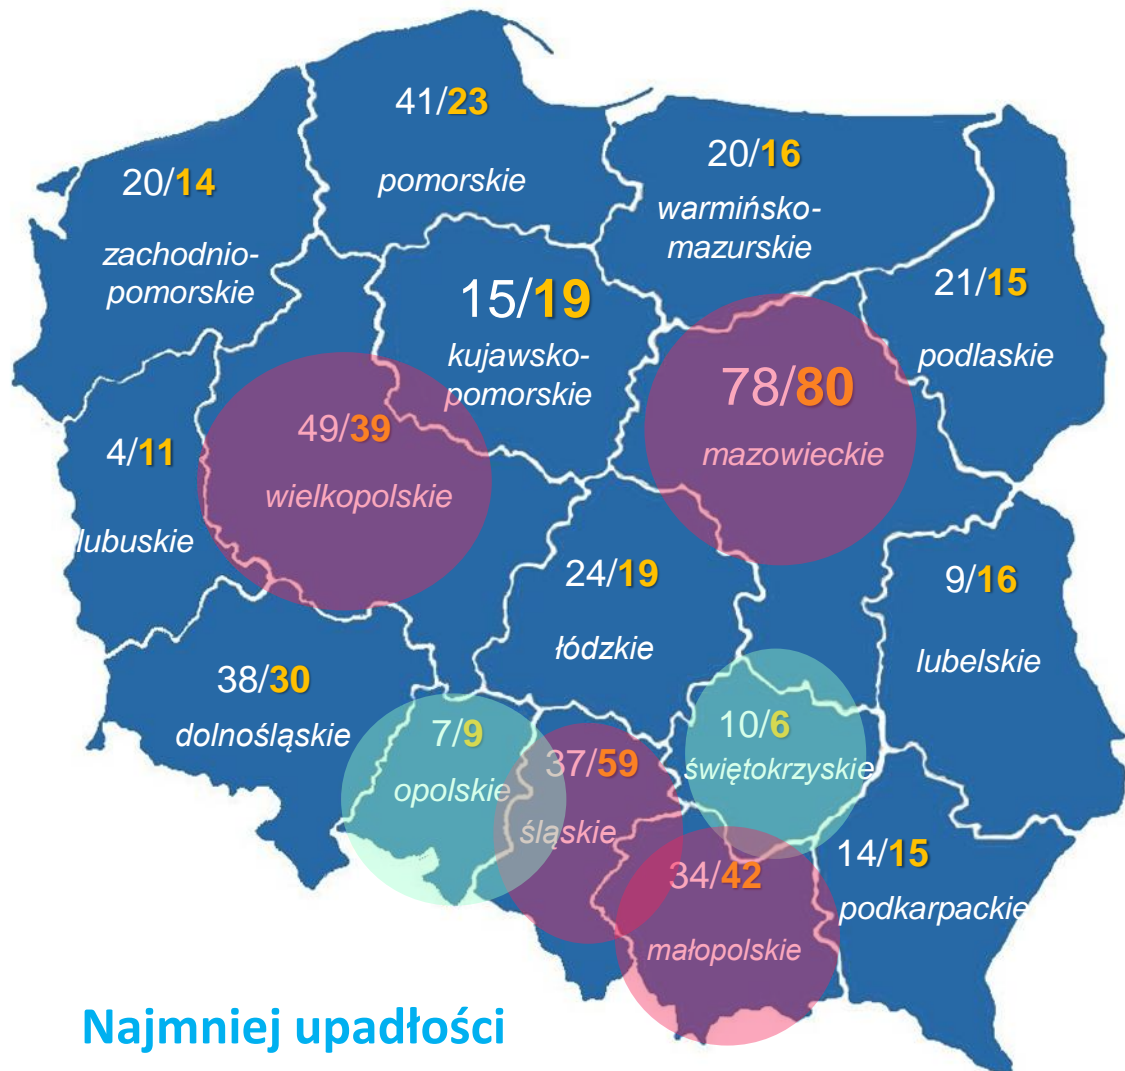 41/23
pomorskie
20/16
warmińsko-
mazurskie
20/14
zachodnio-
pomorskie
21/15
podlaskie
15/19
kujawsko-
pomorskie
78/80
mazowieckie
49/39
wielkopolskie
4/11
lubuskie
24/19
łódzkie
9/16
lubelskie
38/30
dolnośląskie
7/9
opolskie
37/59
śląskie
10/6
świętokrzyskie
34/42
małopolskie
14/15
podkarpackie
Najmniej upadłości